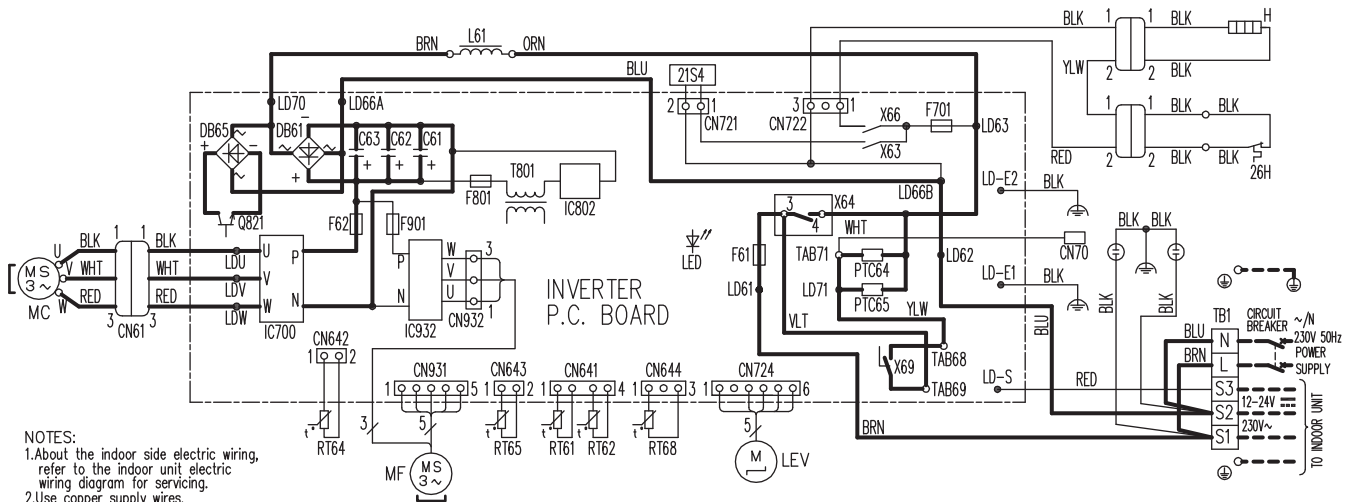 BRN L61 ORN
BLU
LD70 LD66A
21S4
2 1
CN721
3 1
CN722
X66
X63
F701
LD63
BLK 1 1 BLK H
YLW
2 2 BLK
1 1 BLK BLK
RED 2 2 BLK BLK
26H
DB65 ~ DB61 ~ ~
+ −
~
−
+
C63 C62 C61
+ + +
T801
F801
IC802
Q821
F62 F901
LD66B
LD-E2 BLK
3 X64
4
WHT
LED
F61
TAB71
PTC64
LD62
CN70
LD61 LD71
PTC65
YLW
LD-E1 BLK
VLT
X69
TAB68
TAB69
BLU
BLK BLK
BLK BLK
LD-S RED
U BLK 1 1 BLK U P
LDU
V WHT WHT V
LDV
W RED 3 3 RED W N
LDW
MS
3~
MC
CN61
IC700
P W 3
V
N U 1
IC932
CN932
INVERTER
P.C. BOARD
CN642
1 2
CN931
1 5
CN643
1 2
CN641
1 4
CN644
1 3
CN724
1 6
t° RT64
3
5
t° RT65
t° RT61
t° RT62
t° RT68
5
MF MS
3~
M LEV
BRN
TB1
CIRCUIT
BREAKER
~/N
230V 50Hz
POWER
SUPPLY
BLU N
BRN L
S3
12-24V
S2
230V~
S1
TO INDOOR UNIT
NOTES:
1.About the indoor side electric wiring,
refer to the indoor unit electric
wiring diagram for servicing.
2.Use copper supply wires.